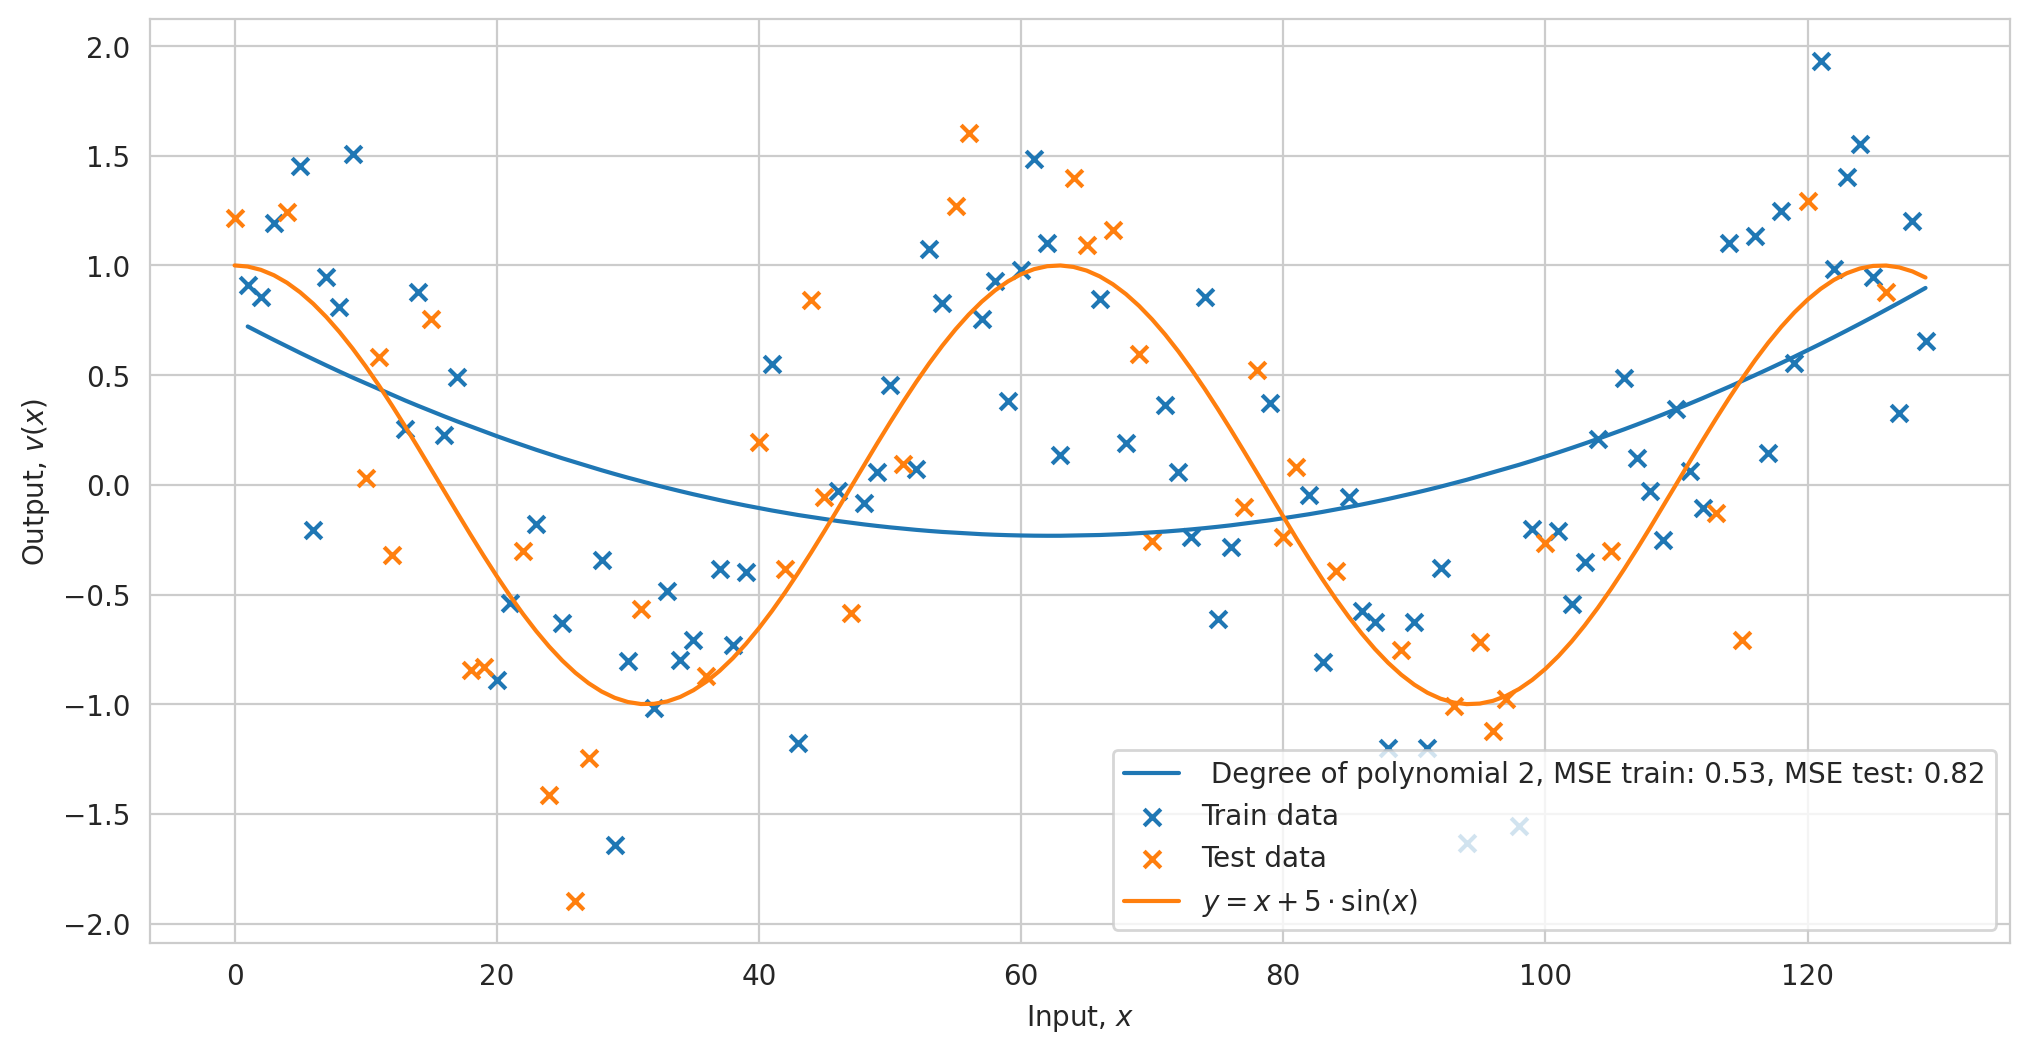 2.0
1.5
1.0
0.5
0.0
−0.5
−1.0
−1.5
−2.0
Output, v(x)
Degree of polynomial 2, MSE train: 0.53, MSE test: 0.82
Train data
Test data
y = x + 5 · sin(x)
0 20 40 60 80 100 120
Input, x